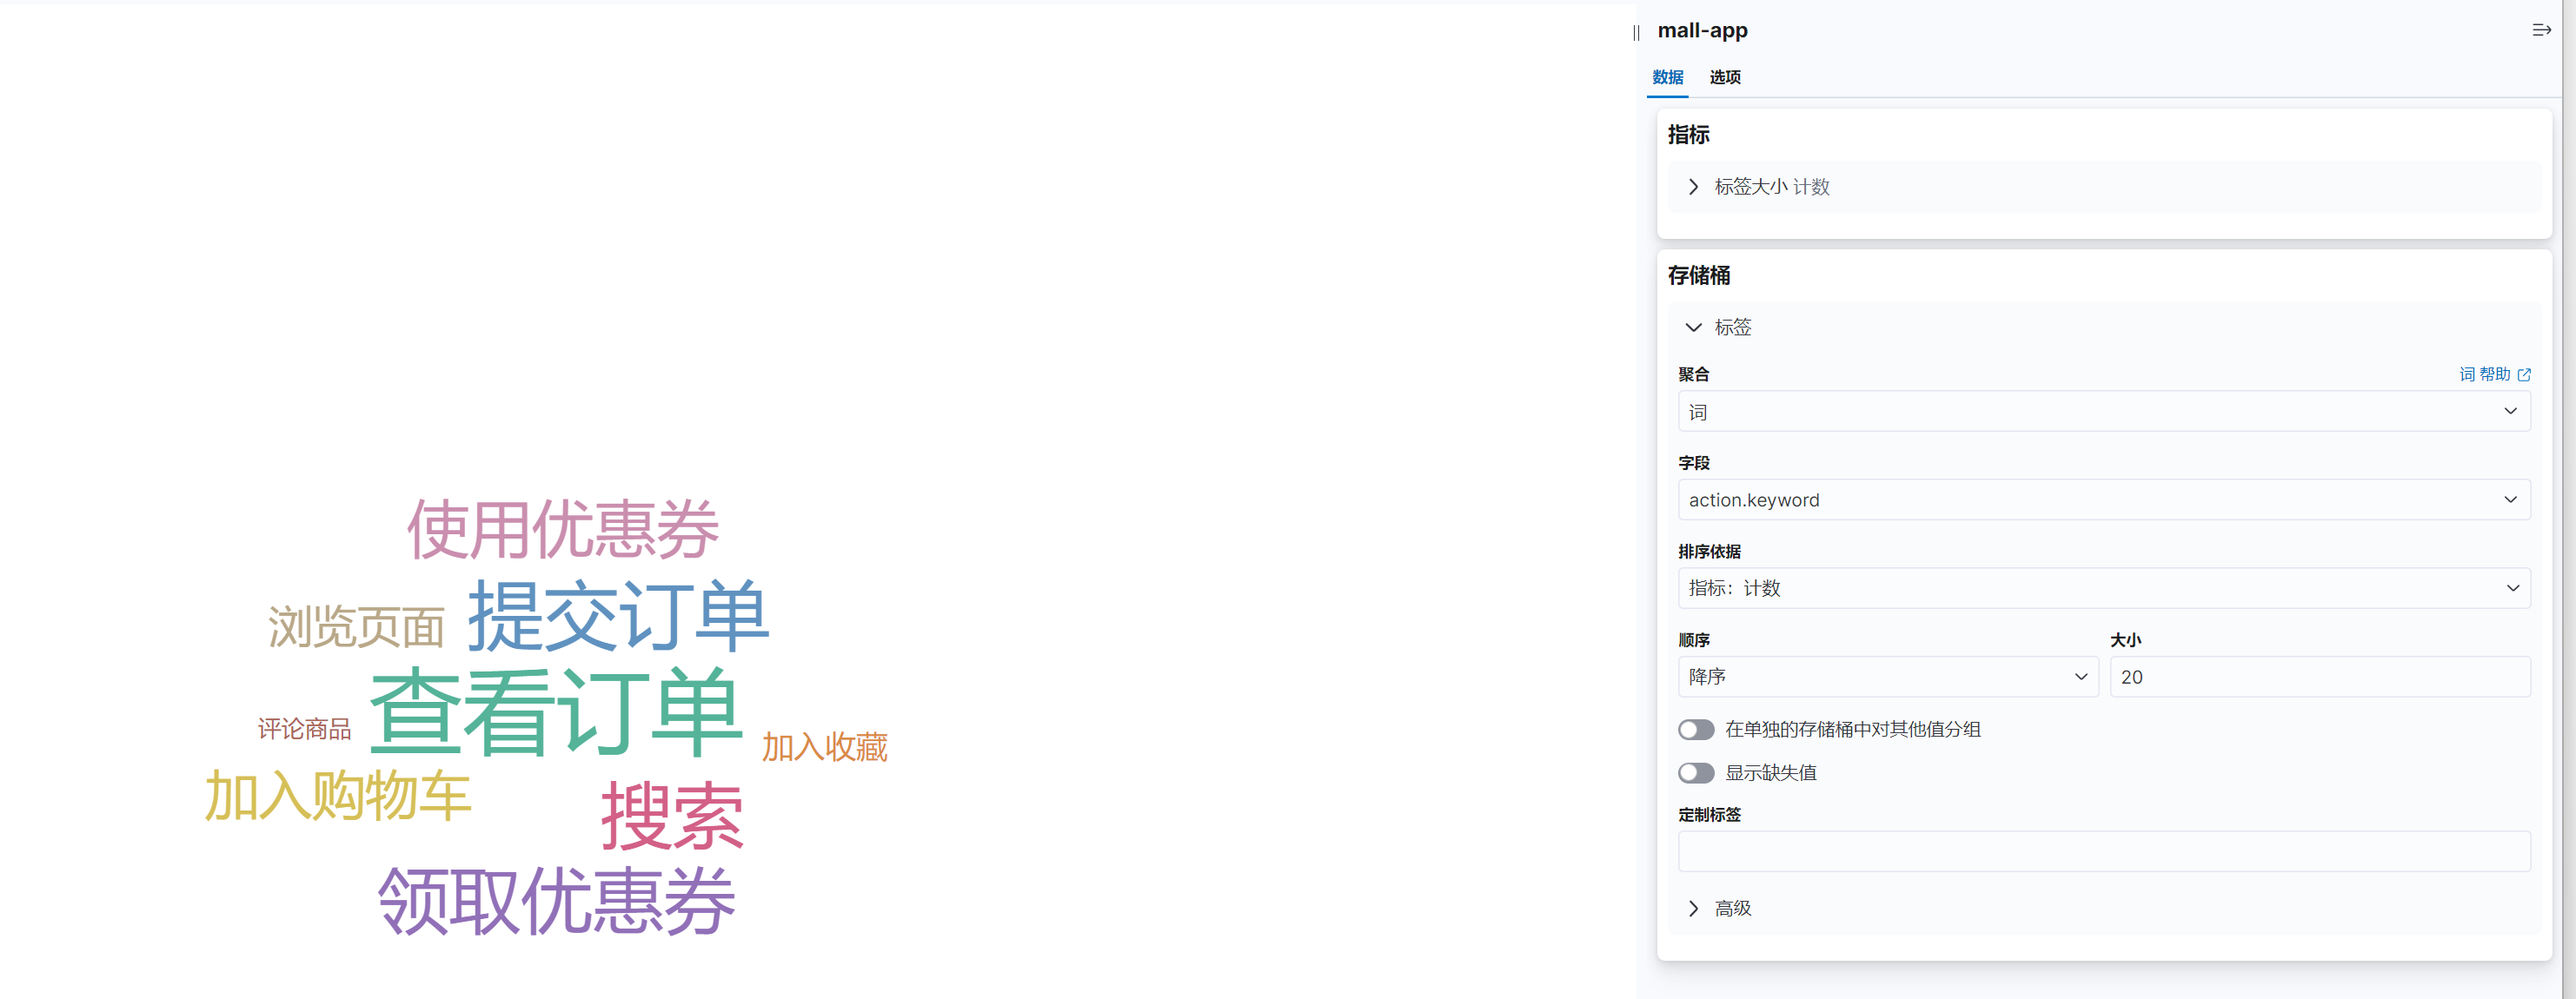 使用优惠券
浏览页面 提交订单
查看订单
评论商品
加入收藏
加入购物车
搜索
领取优惠券
mall-app
数据 选项
指标
标签大小 计数
存储桶
标签
聚合 词 帮助
词
字段
action.keyword
排序依据
指标：计数
顺序 大小
降序 20
在单独的存储桶中对其他值分组
显示缺失值
定制标签
高级